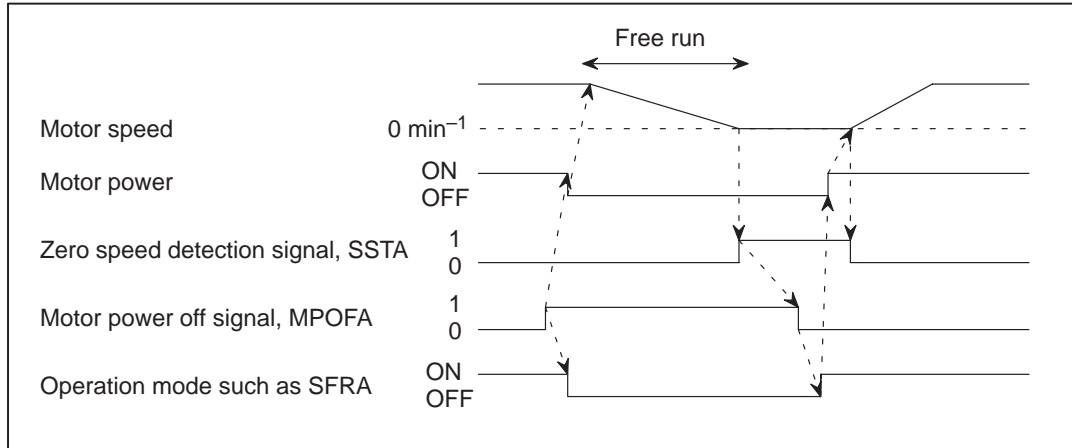 Free run
Motor speed 0 min⁻¹
Motor power ON
OFF
Zero speed detection signal, SSTA 1
0
Motor power off signal, MPOFA 1
0
Operation mode such as SFRA ON
OFF